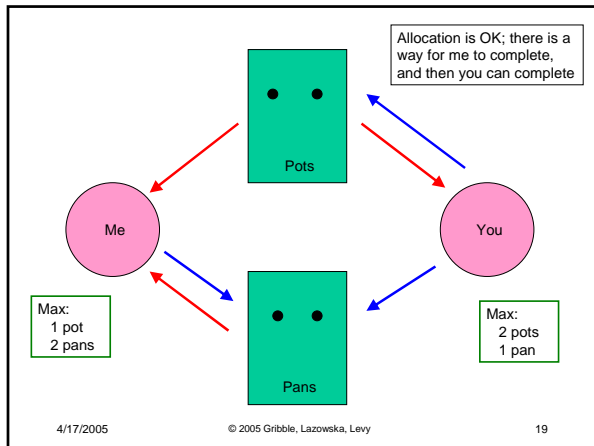 Allocation is OK; there is a
way for me to complete,
and then you can complete
Pots
Me
You
Max:
1 pot
2 pans
Max:
2 pots
1 pan
Pans
4/17/2005
© 2005 Gribble, Lazowska, Levy
19